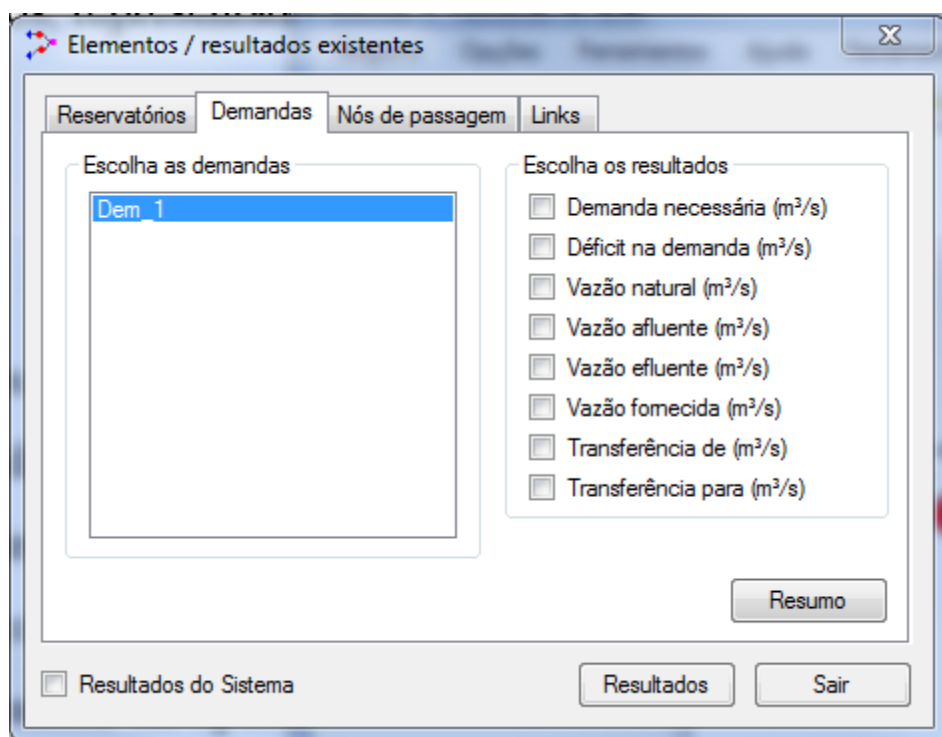 Elementos / resultados existentes
Reservatórios Demandas Nós de passagem Links
Escolha as demandas
Dem_1
Escolha os resultados
Demanda necessária (m³/s)
Déficit na demanda (m³/s)
Vazão natural (m³/s)
Vazão afluente (m³/s)
Vazão efluente (m³/s)
Vazão fornecida (m³/s)
Transferência de (m³/s)
Transferência para (m³/s)
Resumo
Resultados do Sistema
Resultados
Sair